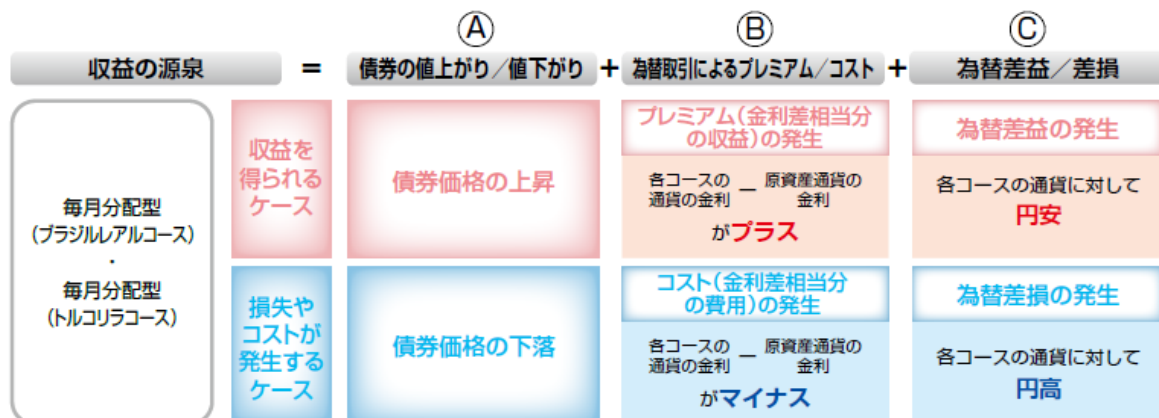 Ⓐ
Ⓑ
Ⓒ
収益の源泉 = 債券の値上がり/値下がり + 為替取引によるプレミアム/コスト + 為替差益/差損
毎月分配型
(ブラジルレアルコース)
・
毎月分配型
(トルコリラコース)
収益を
得られる
ケース
債券価格の上昇
プレミアム(金利差相当分
の収益)の発生
各コースの
通貨の金利
―
原資産通貨の
金利
がプラス
為替差益の発生
各コースの通貨に対して
円安
損失や
コストが
発生する
ケース
債券価格の下落
コスト(金利差相当分
の費用)の発生
各コースの
通貨の金利
―
原資産通貨の
金利
がマイナス
為替差損の発生
各コースの通貨に対して
円高